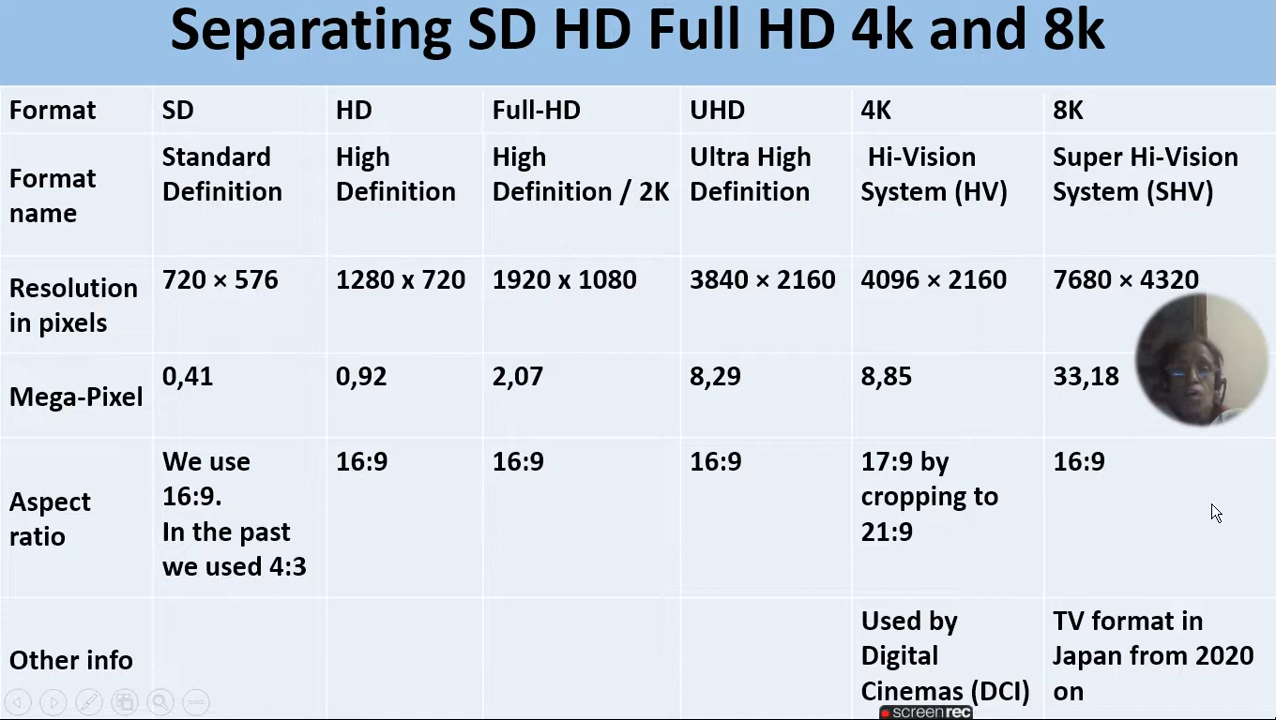 Separating SD HD Full HD 4k and 8k
Format SD HD Full-HD UHD 4K 8K
Format
name
Standard
Definition
High
Definition
High
Definition / 2K
Ultra High
Definition
Hi-Vision
System (HV)
Super Hi-Vision
System (SHV)
Resolution
in pixels
720 × 576
1280 x 720
1920 x 1080
3840 × 2160
4096 × 2160
7680 × 4320
Mega-Pixel
0,41
0,92
2,07
8,29
8,85
33,18
Aspect
ratio
We use
16:9.
In the past
we used 4:3
16:9
16:9
16:9
17:9 by
cropping to
21:9
16:9
Other info
Used by
Digital
Cinemas (DCI)
TV format in
Japan from 2020
on
screenrec